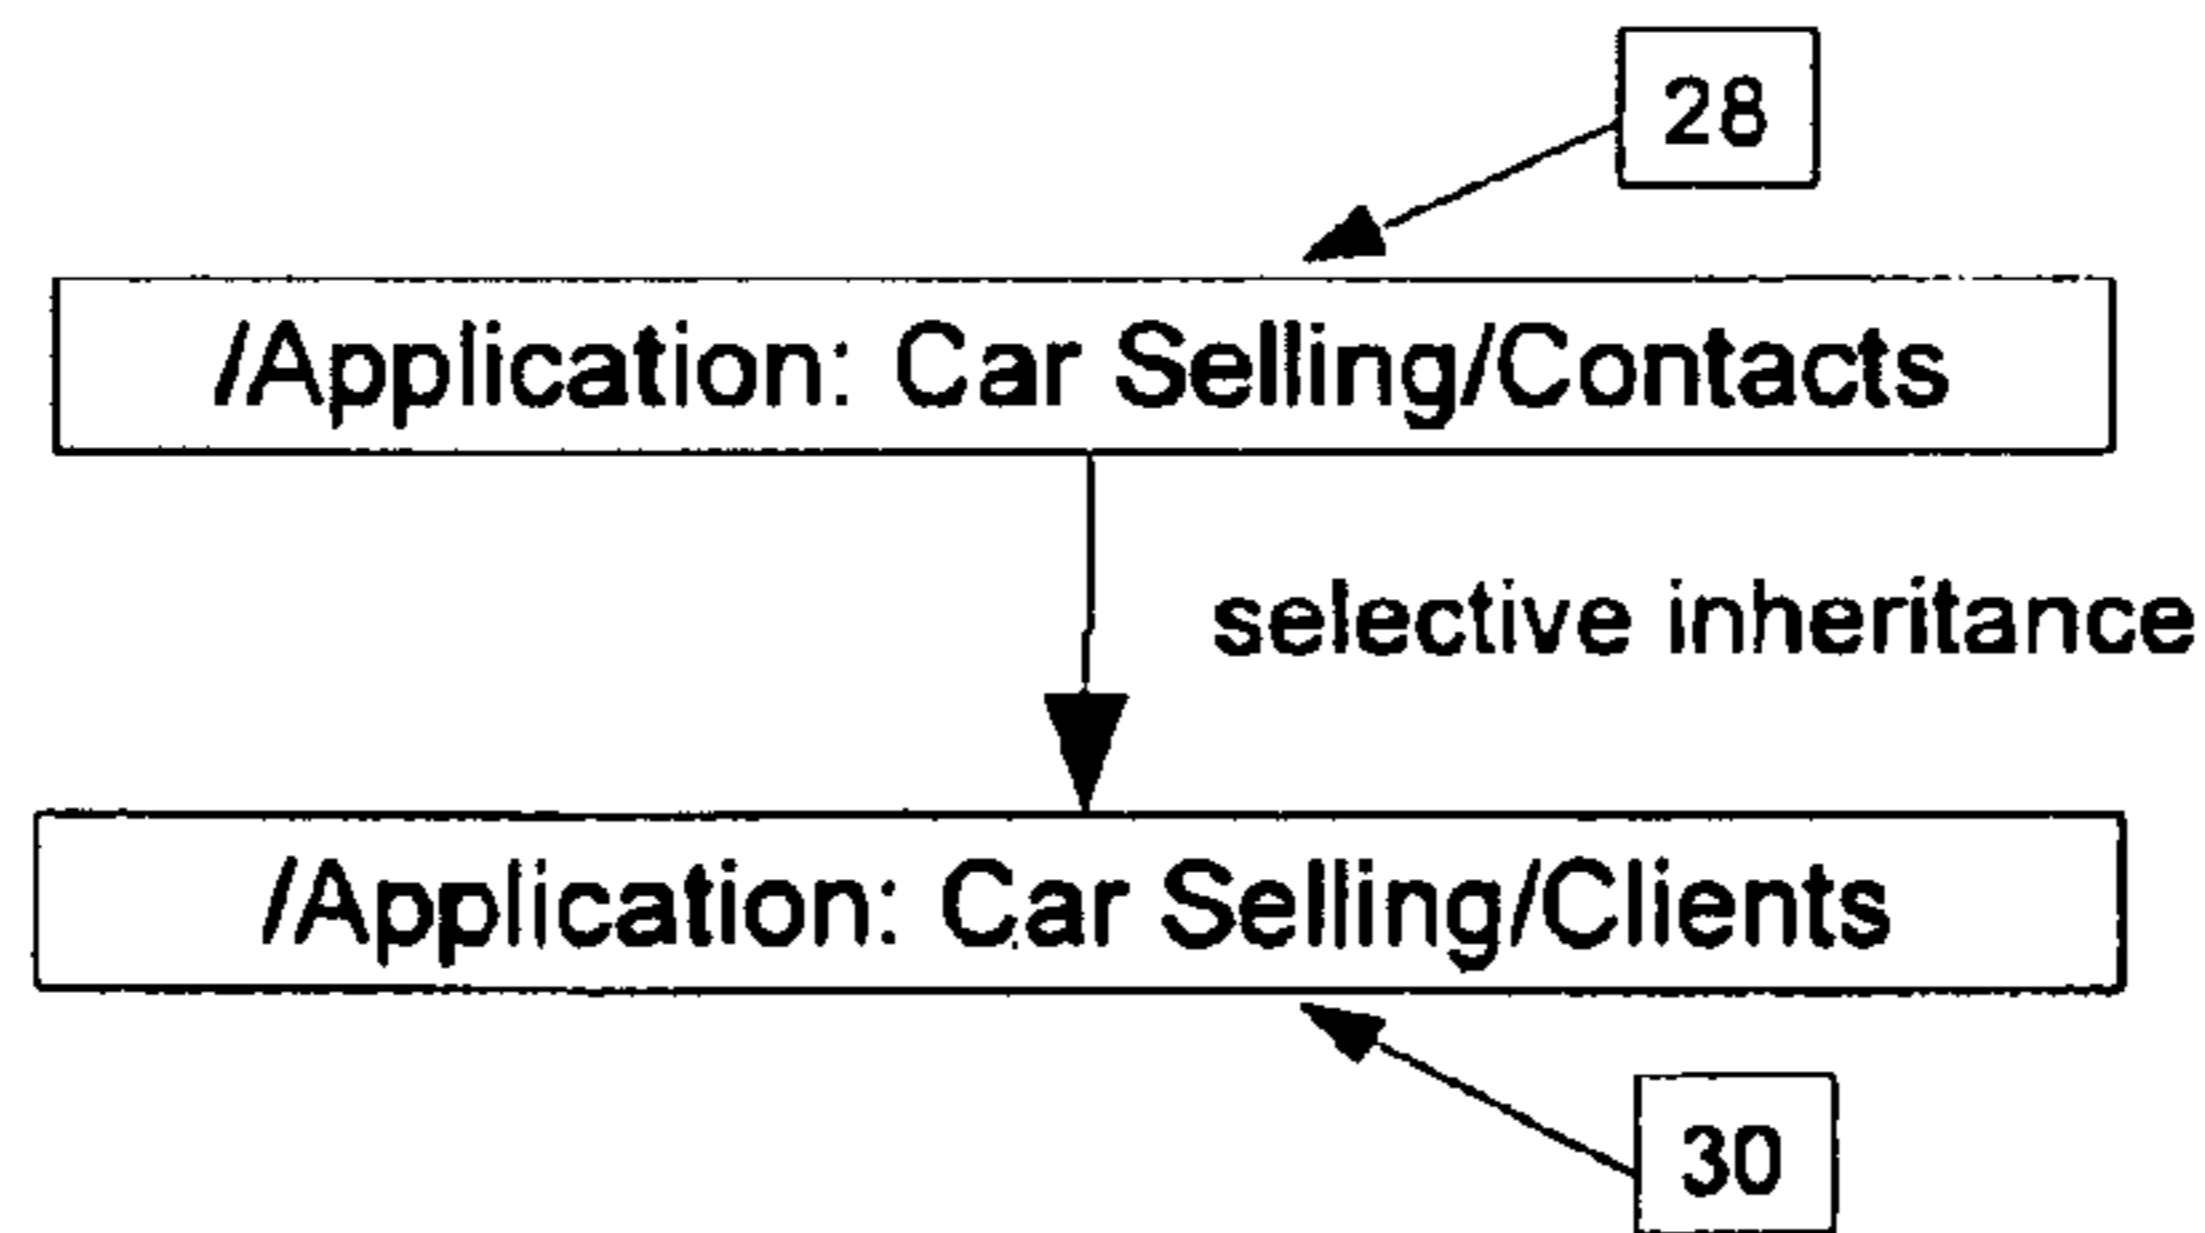 28
/Application: Car Selling/Contacts
selective inheritance
/Application: Car Selling/Clients
30